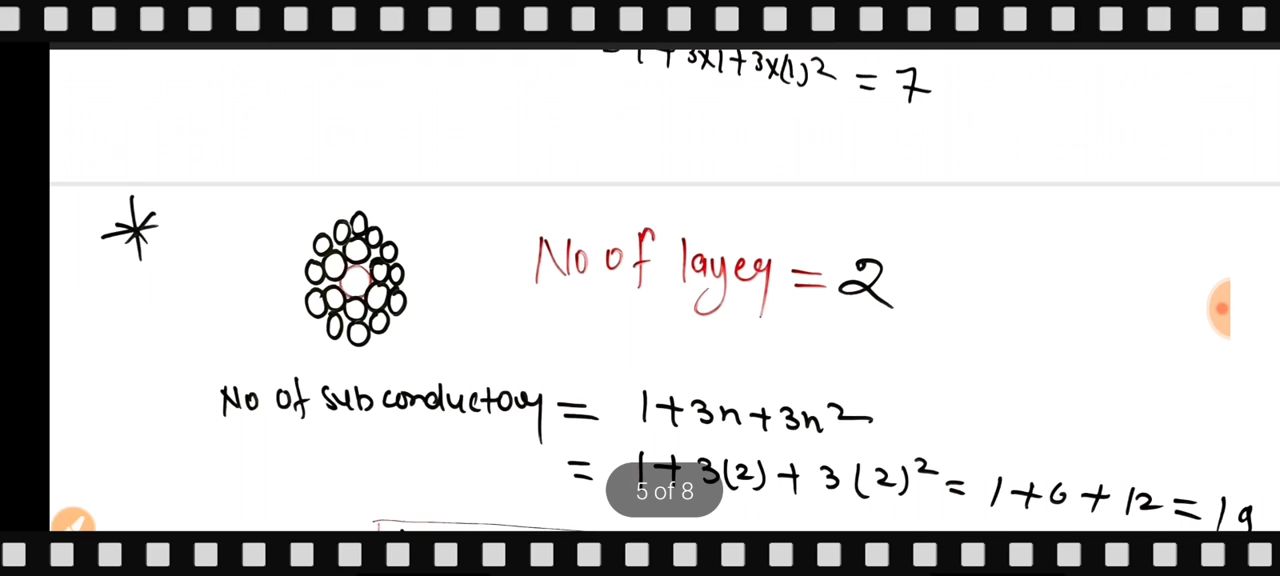 = 1 + 3x1 + 3x(1)2 = 7
No of layer = 2
No of subconductor = 1+3n+3n2
= 1+ 3(2) + 3(2)2 = 1+6+12 = 19
5 of 8